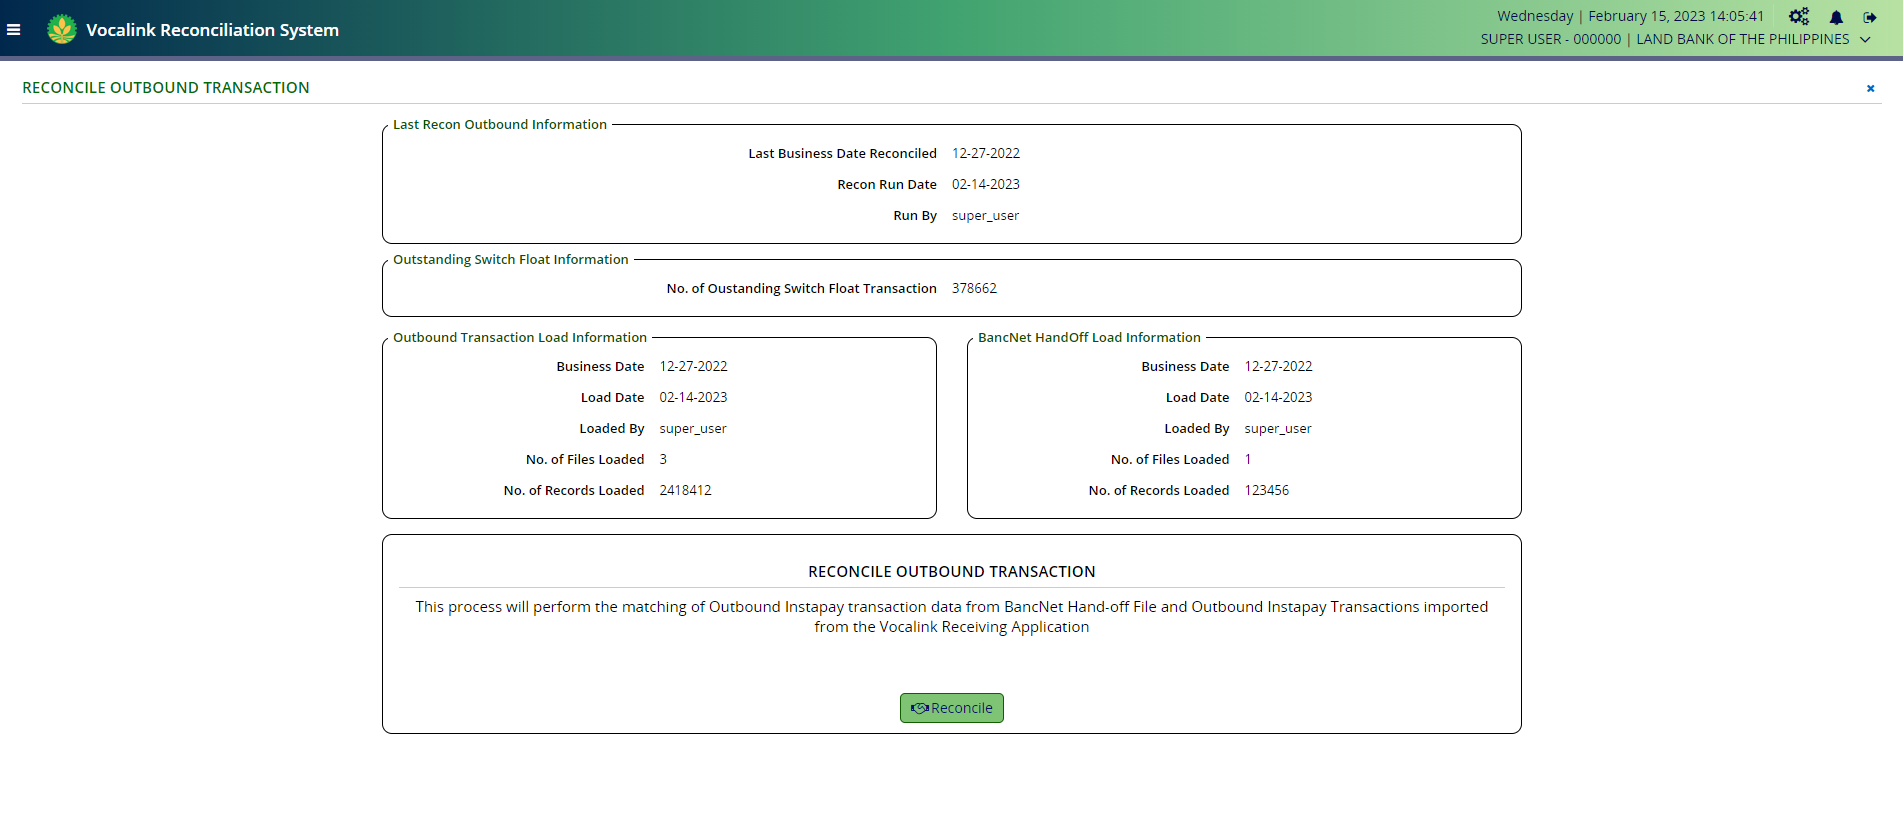 Vocalink Reconciliation System
Wednesday | February 15, 2023 14:05:41
SUPER USER - 000000 | LAND BANK OF THE PHILIPPINES
RECONCILE OUTBOUND TRANSACTION
Last Recon Outbound Information
Last Business Date Reconciled 12-27-2022
Recon Run Date 02-14-2023
Run By super_user
Outstanding Switch Float Information
No. of Oustanding Switch Float Transaction 378662
Outbound Transaction Load Information
Business Date 12-27-2022
Load Date 02-14-2023
Loaded By super_user
No. of Files Loaded 3
No. of Records Loaded 2418412
BancNet HandOff Load Information
Business Date 12-27-2022
Load Date 02-14-2023
Loaded By super_user
No. of Files Loaded 1
No. of Records Loaded 123456
RECONCILE OUTBOUND TRANSACTION
This process will perform the matching of Outbound Instapay transaction data from BancNet Hand-off File and Outbound Instapay Transactions imported
from the Vocalink Receiving Application
Reconcile